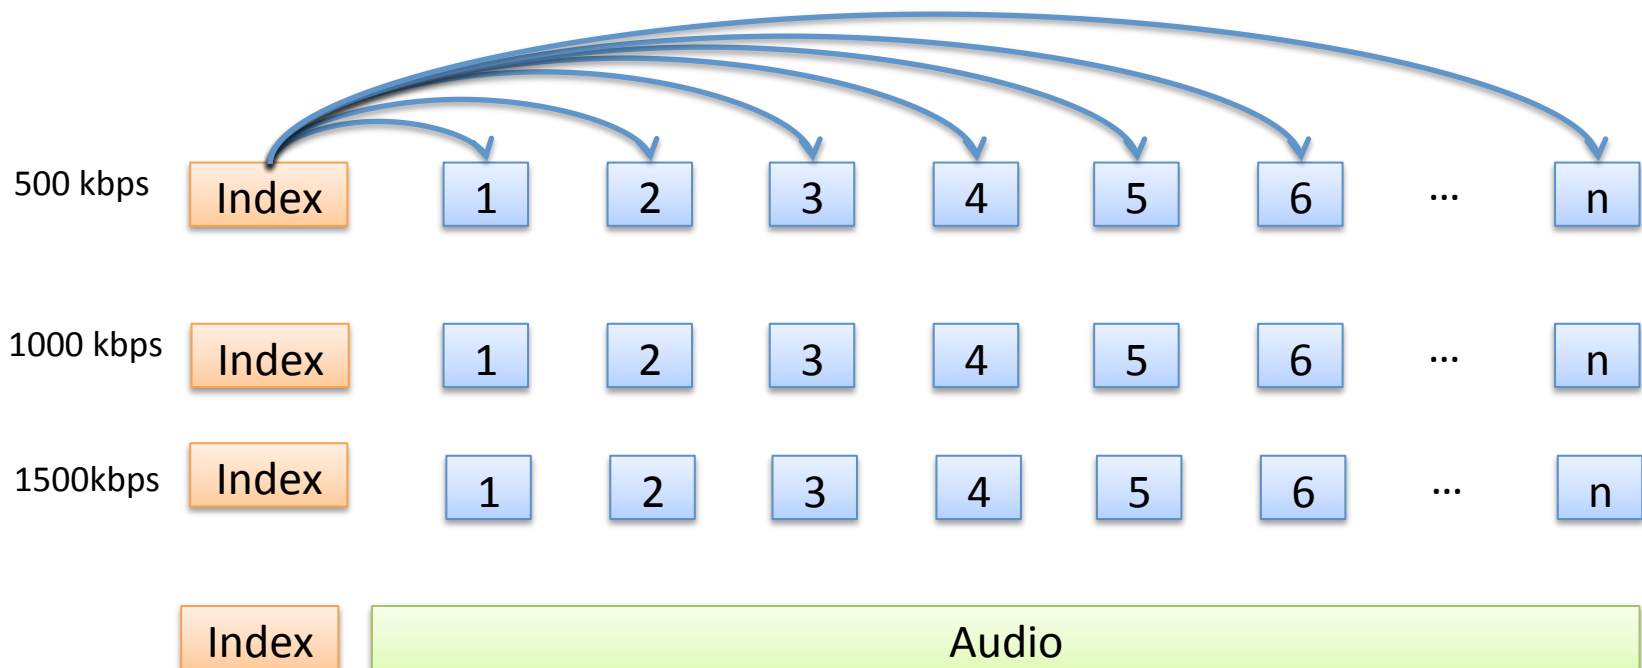 500 kbps Index 1 2 3 4 5 6 ... n
1000 kbps Index 1 2 3 4 5 6 ... n
1500kbps Index 1 2 3 4 5 6 ... n
Index Audio